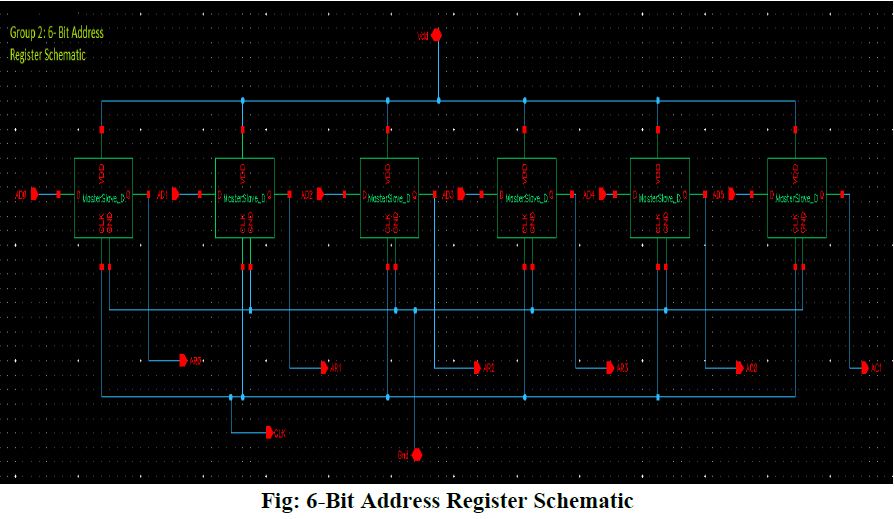 Group 2: 6- Bit Address
Register Schematic
Vdd
VDD VDD VDD VDD VDD VDD
AD0 D MasterSlave_D Q AD1 D MasterSlave_D Q AD2 D MasterSlave_D Q AD3 D MasterSlave_D Q AD4 D MasterSlave_D Q AD5 D MasterSlave_D Q
CLK GND CLK GND CLK GND CLK GND CLK GND CLK GND
AR0 AR1 AR2 AR3 AO0 AC1
CLK
Gnd
Fig: 6-Bit Address Register Schematic